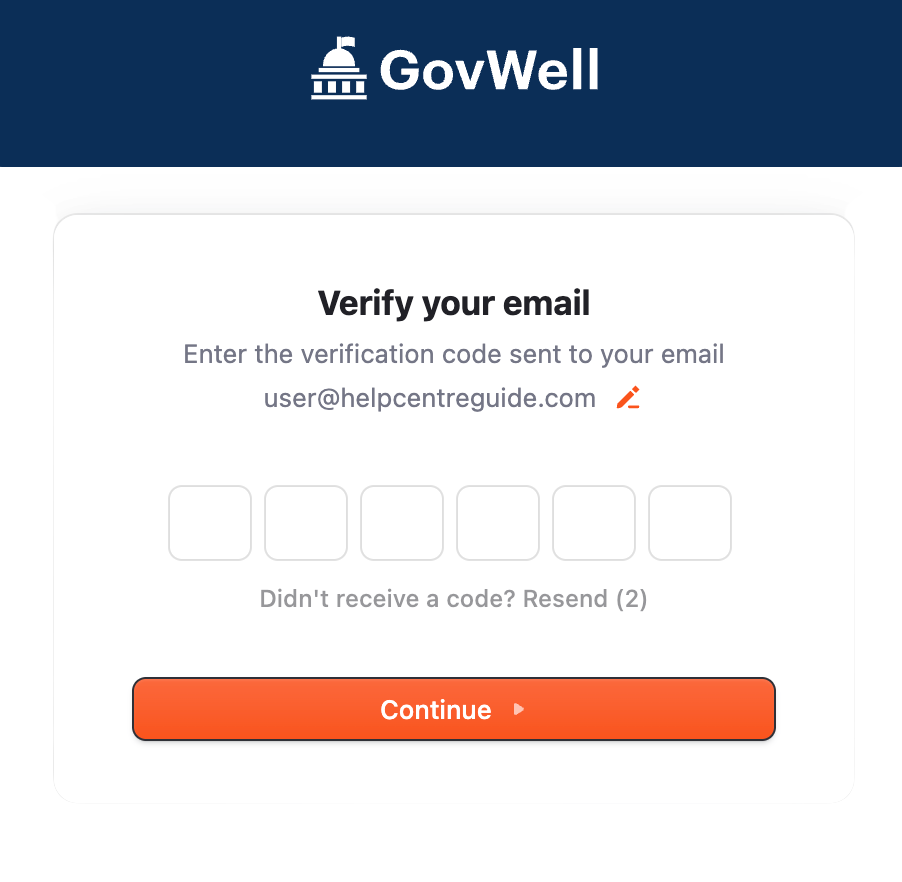 GovWell
Verify your email
Enter the verification code sent to your email
user@helpcentreguide.com
Didn't receive a code? Resend (2)
Continue